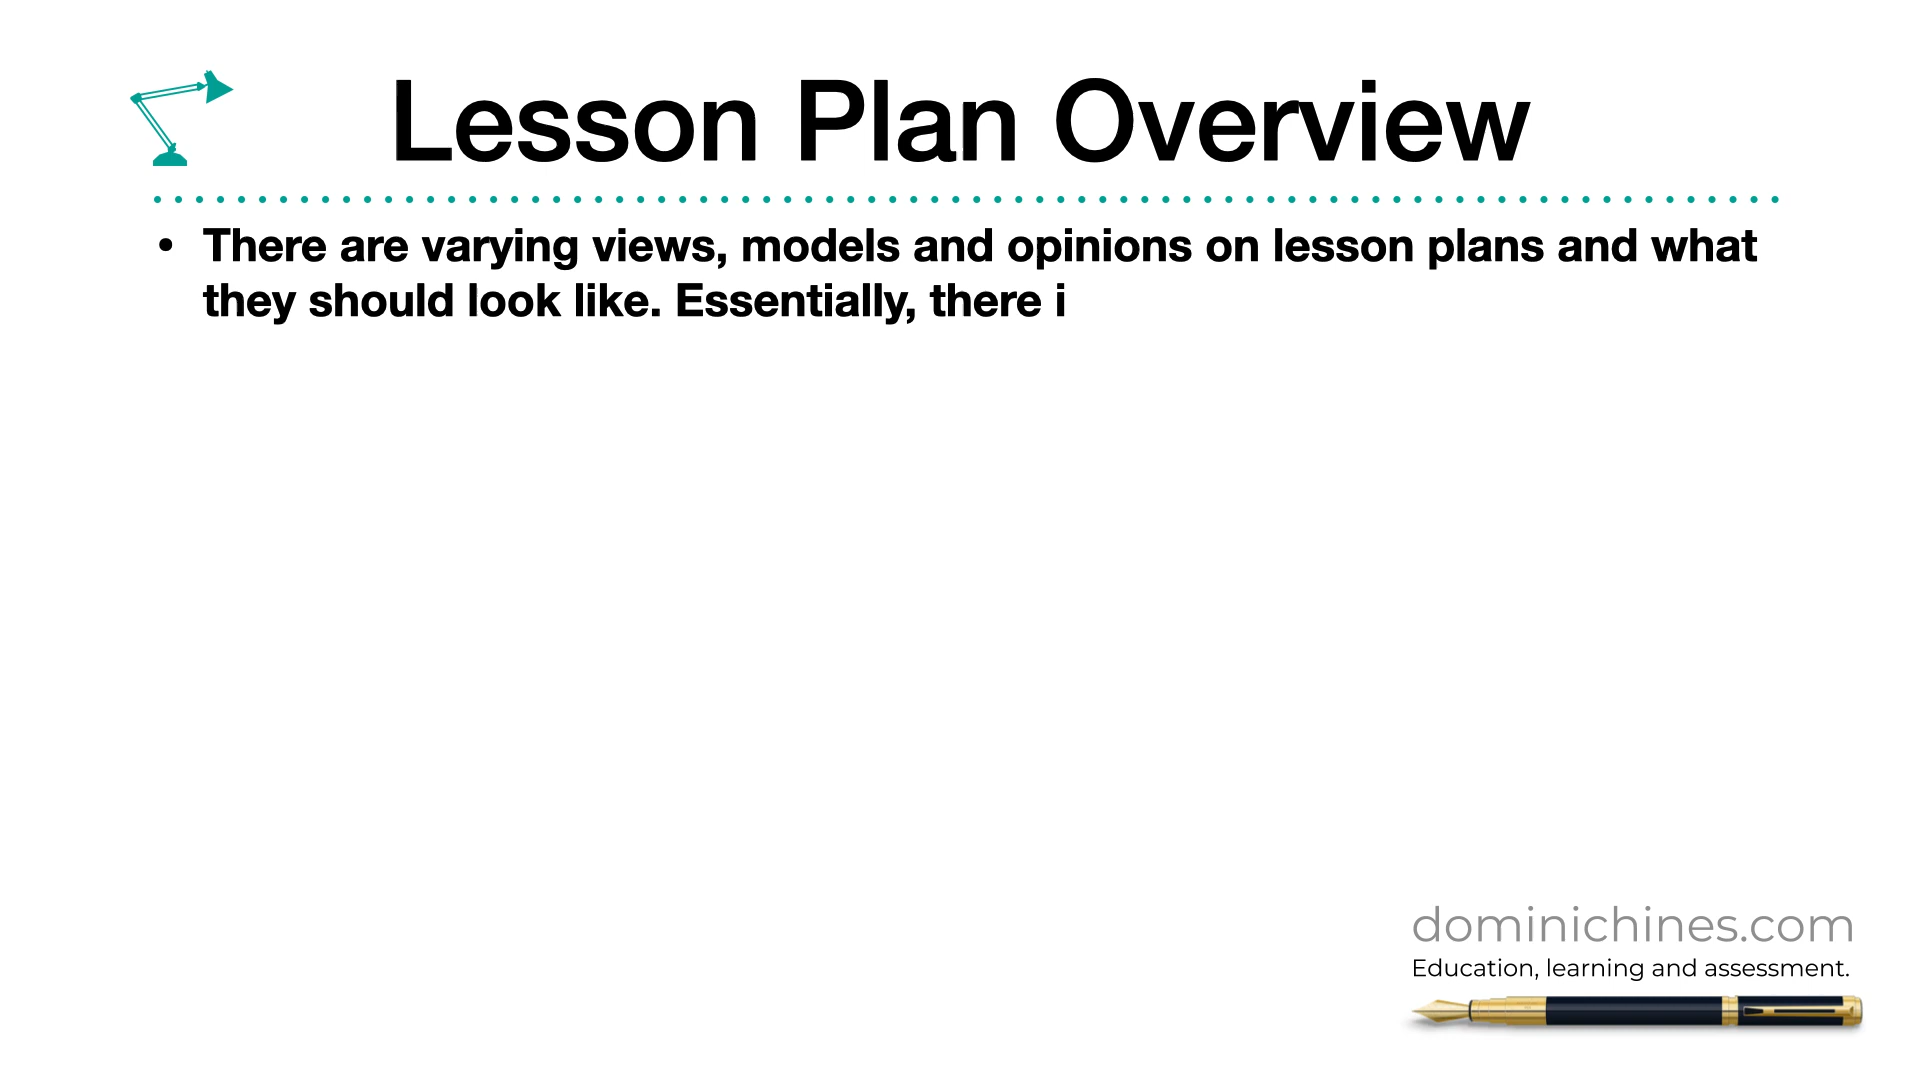 Lesson Plan Overview
• There are varying views, models and opinions on lesson plans and what
they should look like. Essentially, there i
dominichines.com
Education, learning and assessment.